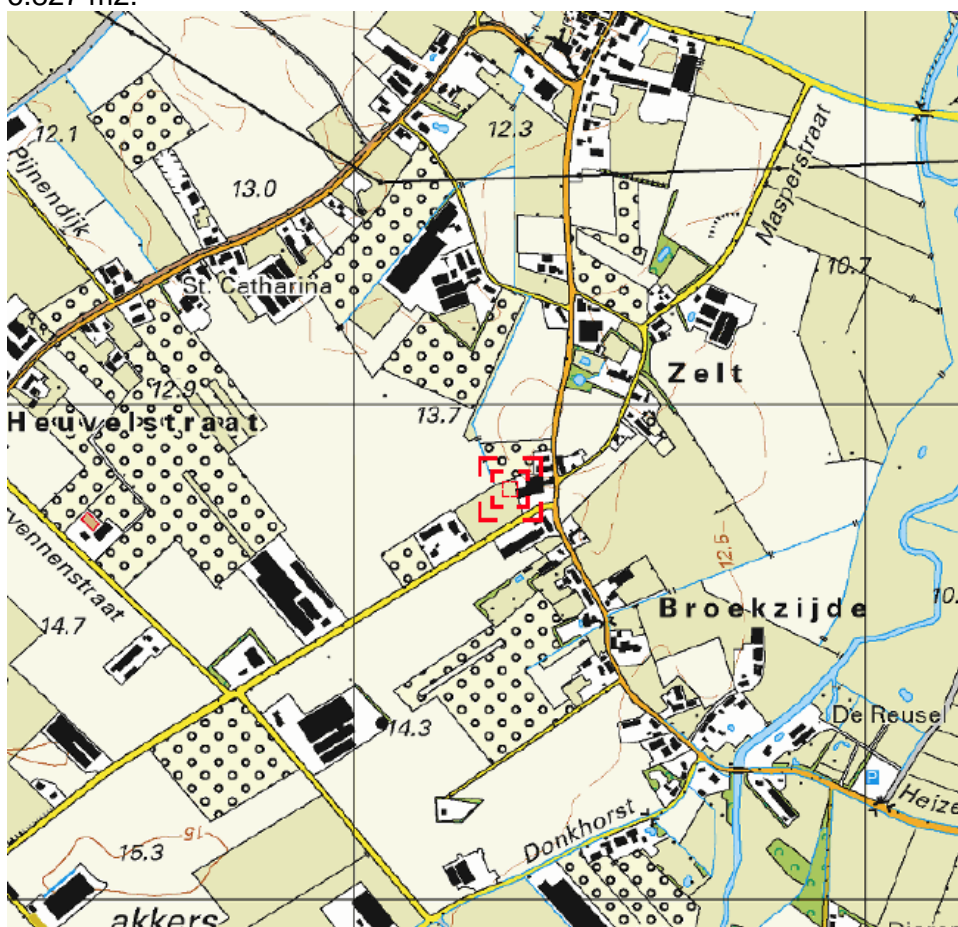 12.3
12.1
Pijnendijk
13.0
Masperstraat
10.7
St. Catharina
Zelt
12.9
13.7
Heuvelstraat
12.5
Broekzijde
14.7
De Reusel
14.3
P
Heize
Donkhorst
15
15.3
akkers